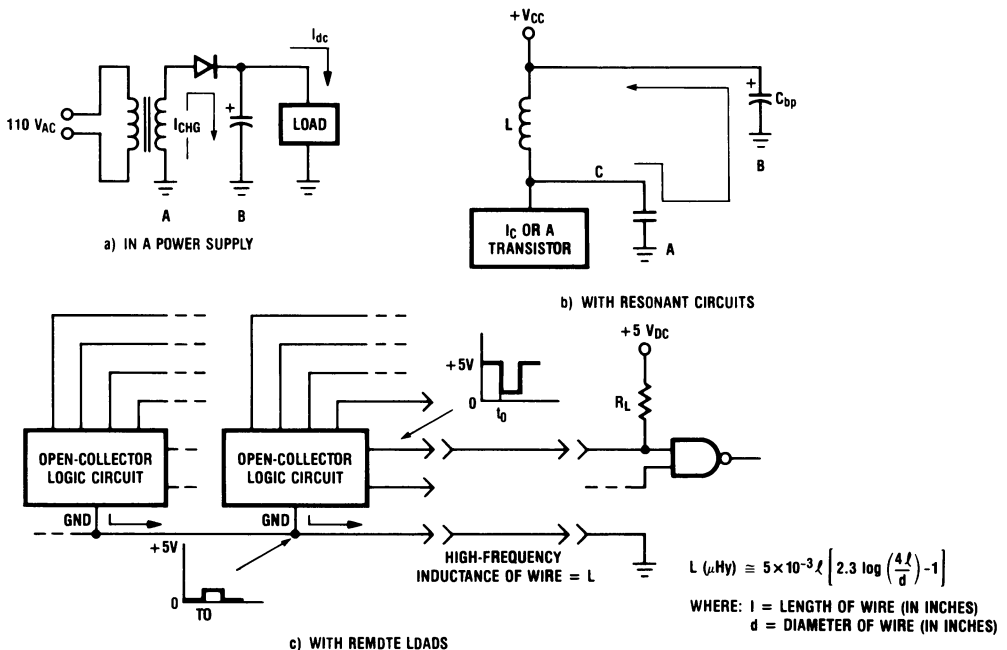 110 VAC
ICHG
+
Idc
LOAD
A
B
a) IN A POWER SUPPLY
+VCC
L
C
+
Cbp
B
IC OR A
TRANSISTOR
A
b) WITH RESONANT CIRCUITS
OPEN-COLLECTOR
LOGIC CIRCUIT
GND
OPEN-COLLECTOR
LOGIC CIRCUIT
GND
+5V
0
t0
+5 VDC
RL
+5V
0
TO
HIGH-FREQUENCY
INDUCTANCE OF WIRE = L
L (μHy) ≅ 5×10⁻³ ℓ [2.3 log (4ℓ/d) -1]
WHERE: l = LENGTH OF WIRE (IN INCHES)
d = DIAMETER OF WIRE (IN INCHES)
c) WITH REMDTE LDADS